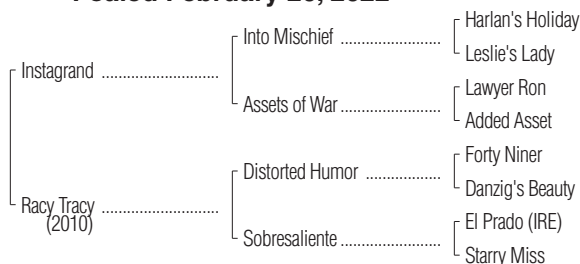 Foaled February 2022
Harlan's Holiday
Into Mischief ....................
Leslie's Lady
Instagrand ........................
Lawyer Ron
Assets of War ....................
Added Asset
Forty Niner
Distorted Humor ...............
Danzig's Beauty
Racy Tracy ........................
(2010)
El Prado (IRE)
Sobresaliente ....................
Starry Miss